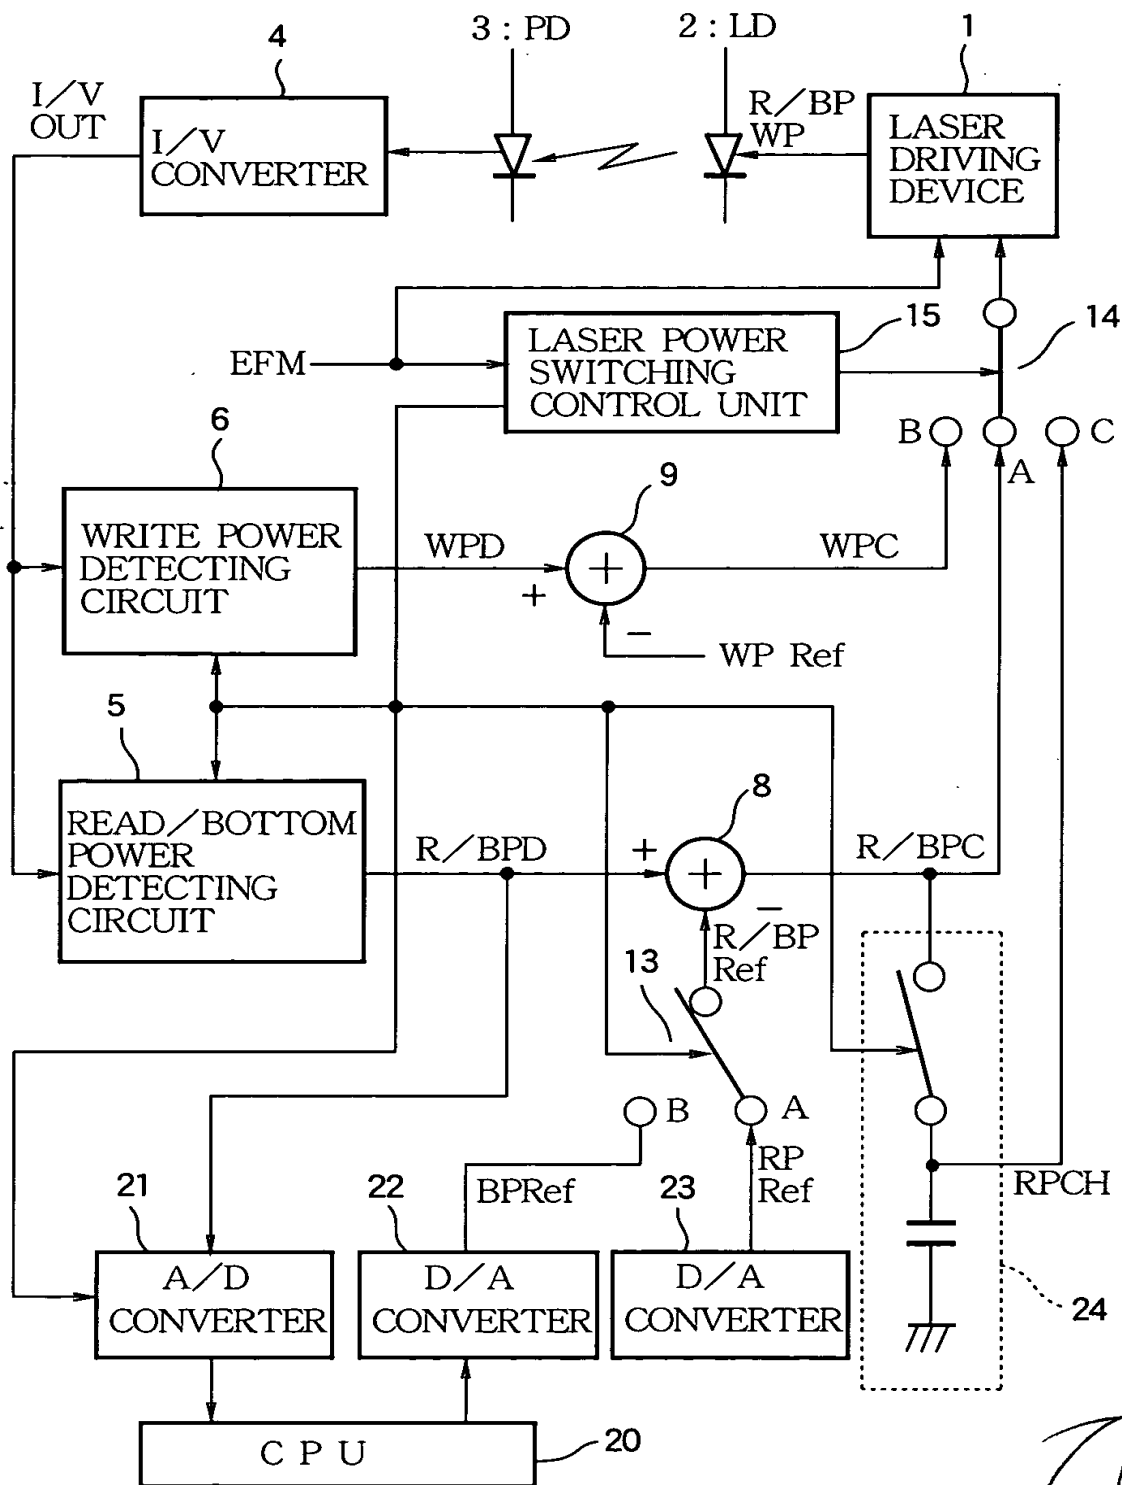 3 : PD
2 : LD
1
4
I/V
OUT
I/V
CONVERTER
R/BP
WP
LASER
DRIVING
DEVICE
EFM
LASER POWER
SWITCHING
CONTROL UNIT
15
14
B
A
C
6
WRITE POWER
DETECTING
CIRCUIT
WPD
9
+
+
−
WPC
WP Ref
5
READ/BOTTOM
POWER
DETECTING
CIRCUIT
R/BPD
8
+
+
−
R/BPC
R/BP
Ref
13
B
A
RP
Ref
BPRef
RPCH
21
22
23
24
A/D
CONVERTER
D/A
CONVERTER
D/A
CONVERTER
CPU
20